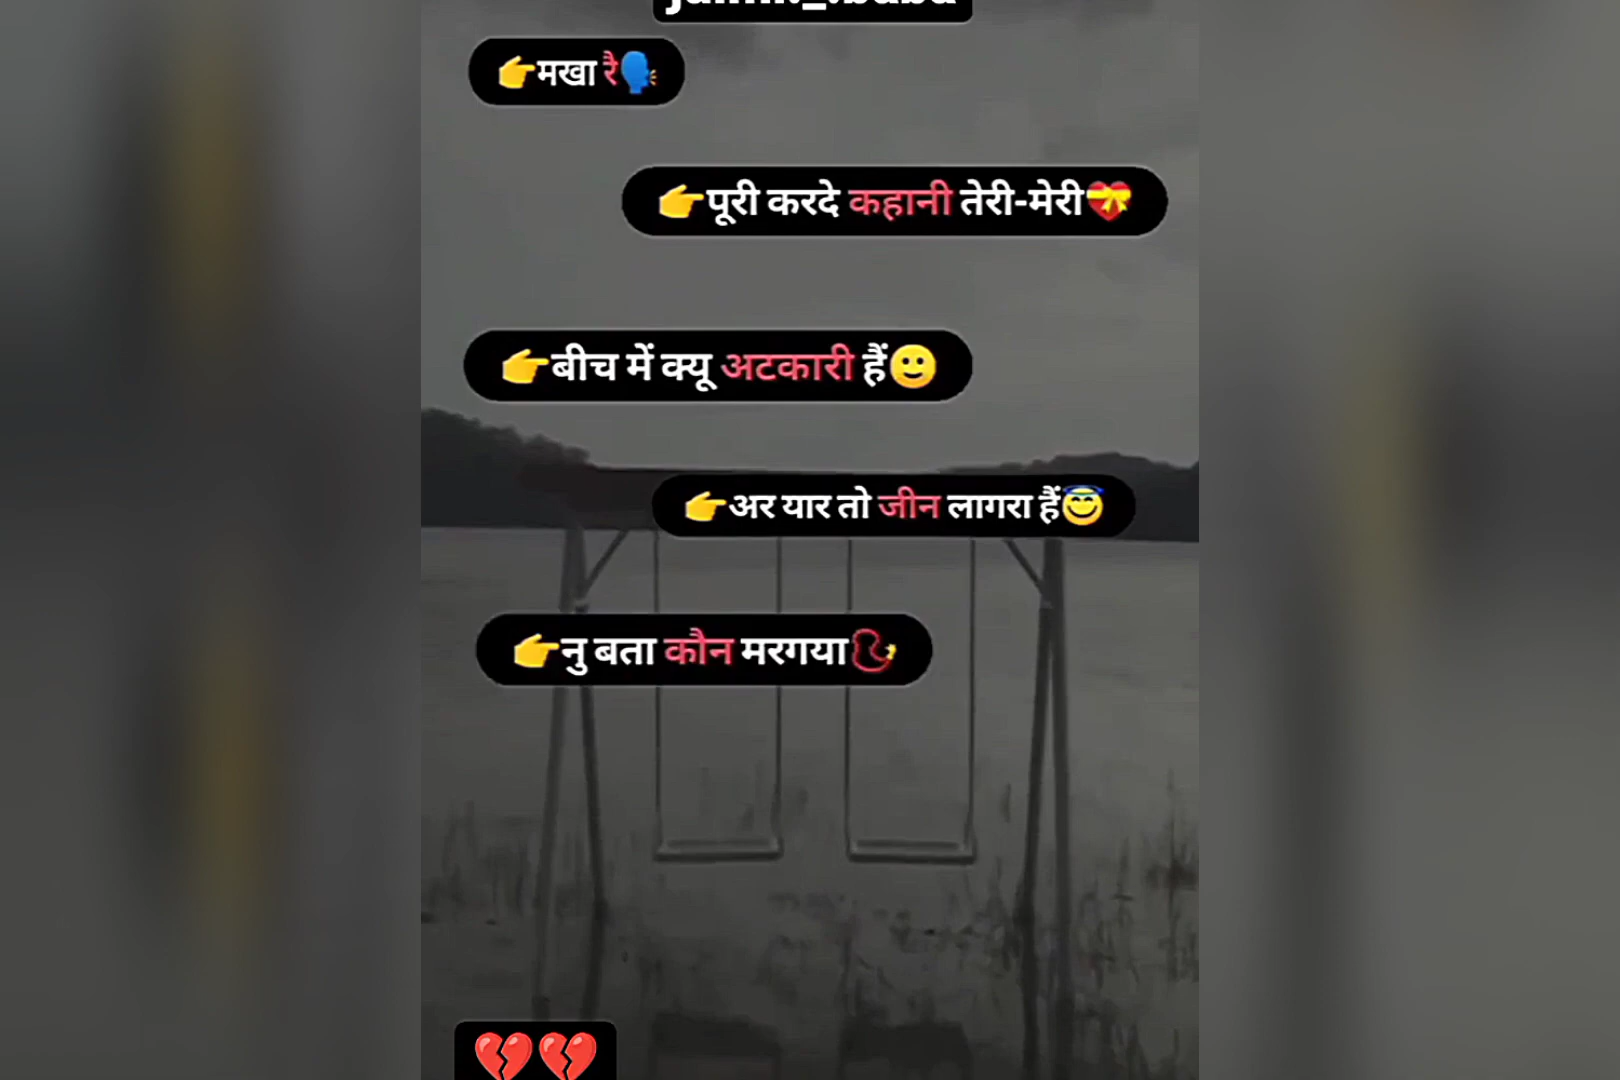 👉मखा रै🗣️
👉पूरी करदे कहानी तेरी-मेरी💝
👉बीच में क्यू अटकारी हैं🙂
👉अर यार तो जीन लागरा हैं😇
👉नु बता कौन मरगया📿
💔💔